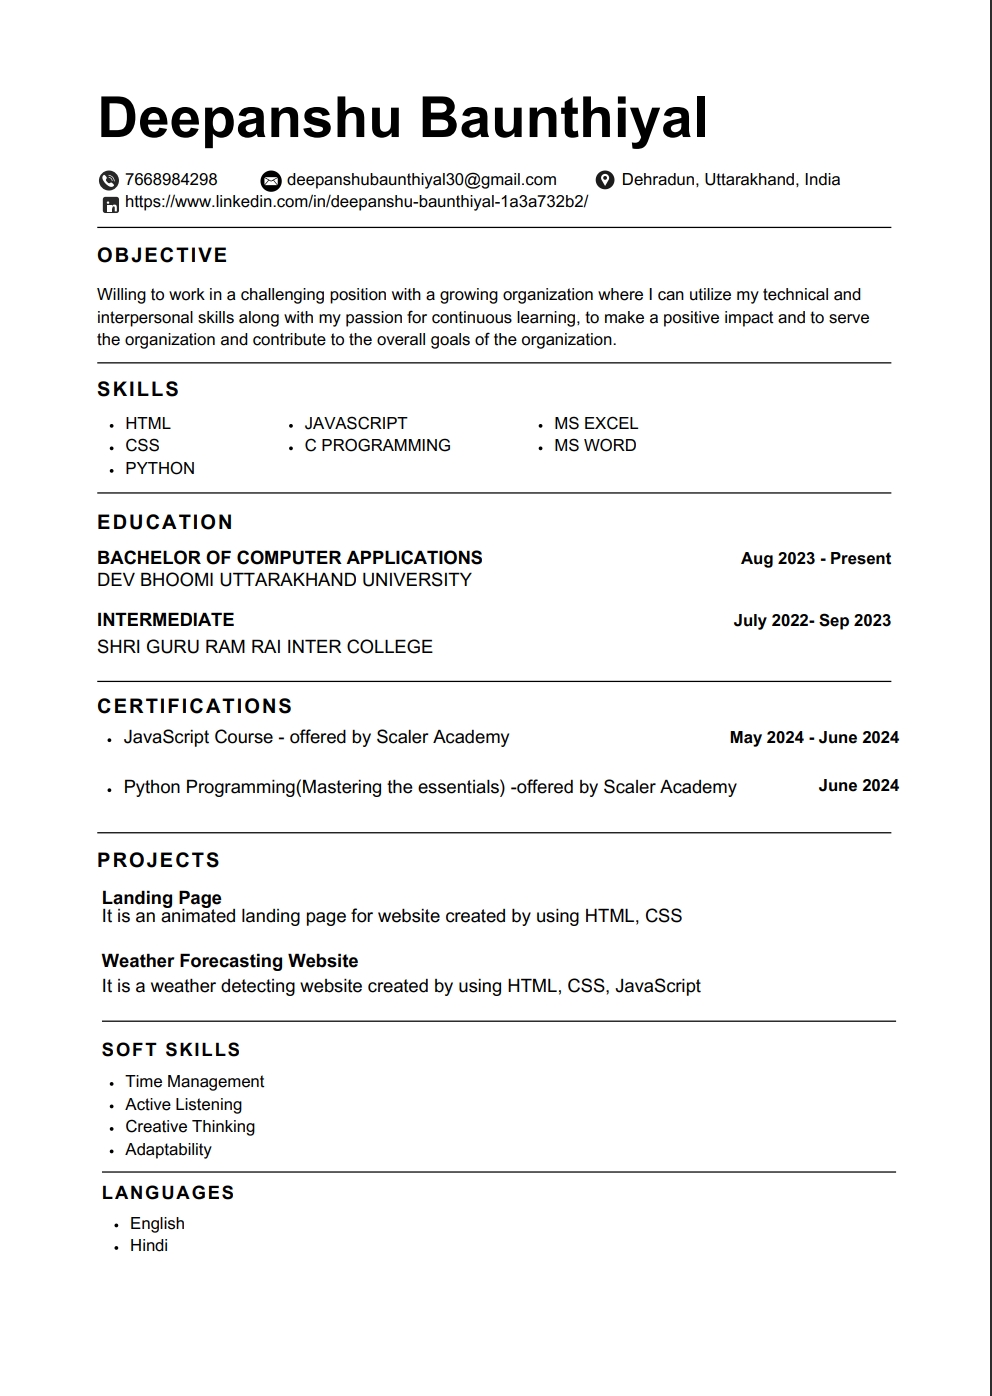 Deepanshu Baunthiyal
7668984298 deepanshubaunthiyal30@gmail.com Dehradun, Uttarakhand, India
https://www.linkedin.com/in/deepanshu-baunthiyal-1a3a732b2/
OBJECTIVE
Willing to work in a challenging position with a growing organization where I can utilize my technical and
interpersonal skills along with my passion for continuous learning, to make a positive impact and to serve
the organization and contribute to the overall goals of the organization.
SKILLS
• HTML • JAVASCRIPT • MS EXCEL
• CSS • C PROGRAMMING • MS WORD
• PYTHON
EDUCATION
BACHELOR OF COMPUTER APPLICATIONS Aug 2023 - Present
DEV BHOOMI UTTARAKHAND UNIVERSITY
INTERMEDIATE July 2022- Sep 2023
SHRI GURU RAM RAI INTER COLLEGE
CERTIFICATIONS
• JavaScript Course - offered by Scaler Academy May 2024 - June 2024
• Python Programming(Mastering the essentials) -offered by Scaler Academy June 2024
PROJECTS
Landing Page
It is an animated landing page for website created by using HTML, CSS
Weather Forecasting Website
It is a weather detecting website created by using HTML, CSS, JavaScript
SOFT SKILLS
• Time Management
• Active Listening
• Creative Thinking
• Adaptability
LANGUAGES
• English
• Hindi